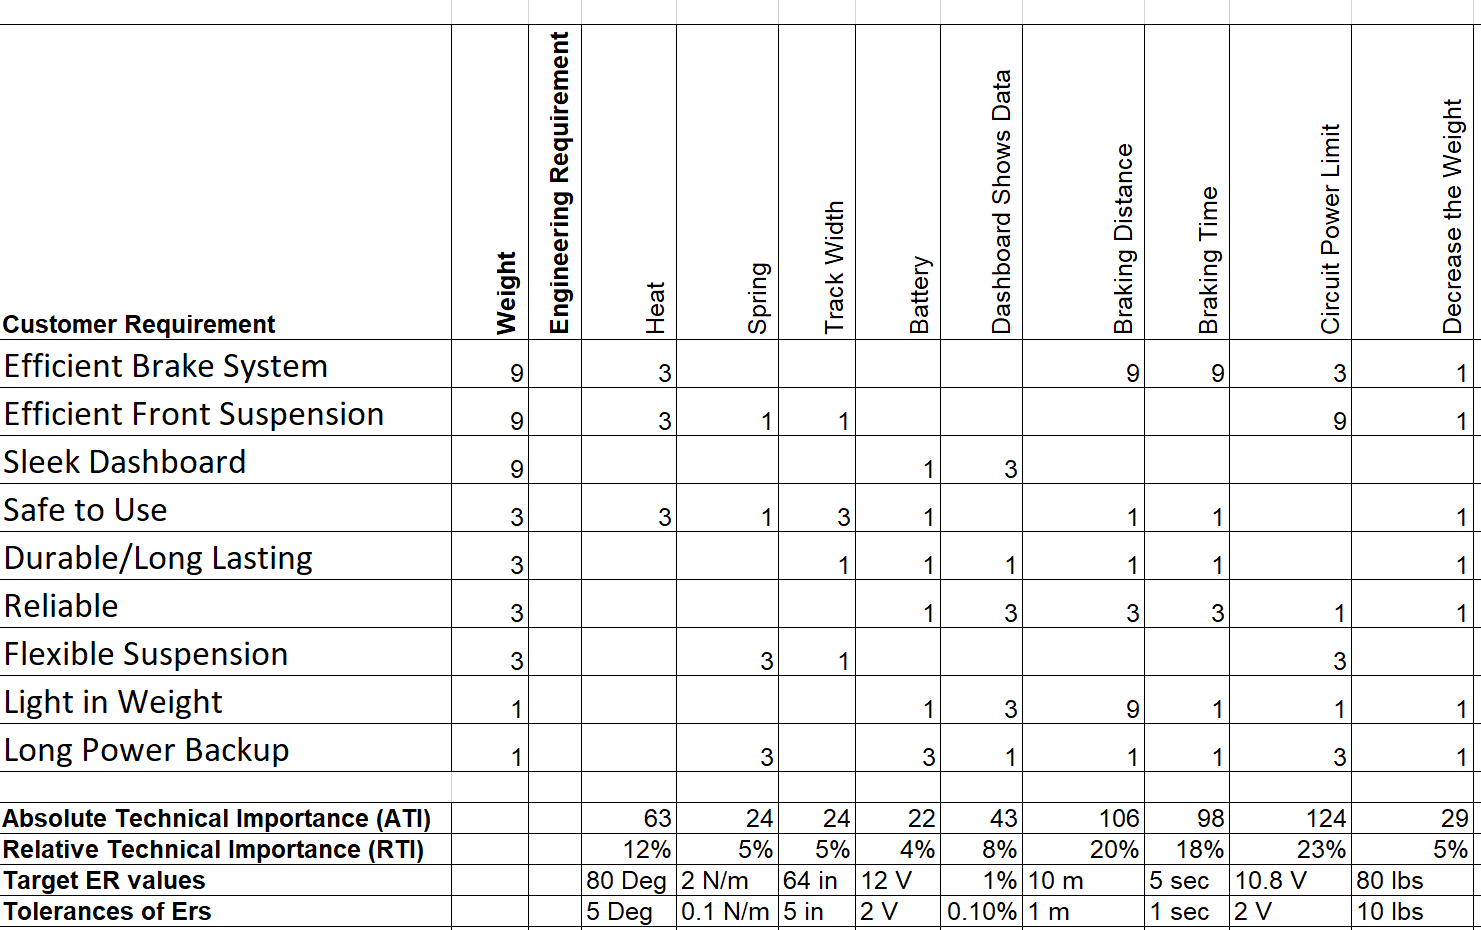 Customer Requirement Weight Engineering Requirement Heat Spring Track Width Battery Dashboard Shows Data Braking Distance Braking Time Circuit Power Limit Decrease the Weight
Efficient Brake System 9 3 9 9 3 1
Efficient Front Suspension 9 3 1 1 9 1
Sleek Dashboard 9 1 3
Safe to Use 3 3 1 3 1 1 1 1
Durable/Long Lasting 3 1 1 1 1 1 1
Reliable 3 1 3 3 3 1 1
Flexible Suspension 3 3 1 3
Light in Weight 1 1 3 9 1 1 1
Long Power Backup 1 3 3 1 1 1 3 1
Absolute Technical Importance (ATI) 63 24 24 22 43 106 98 124 29
Relative Technical Importance (RTI) 12% 5% 5% 4% 8% 20% 18% 23% 5%
Target ER values 80 Deg 2 N/m 64 in 12 V 1% 10 m 5 sec 10.8 V 80 lbs
Tolerances of Ers 5 Deg 0.1 N/m 5 in 2 V 0.10% 1 m 1 sec 2 V 10 lbs